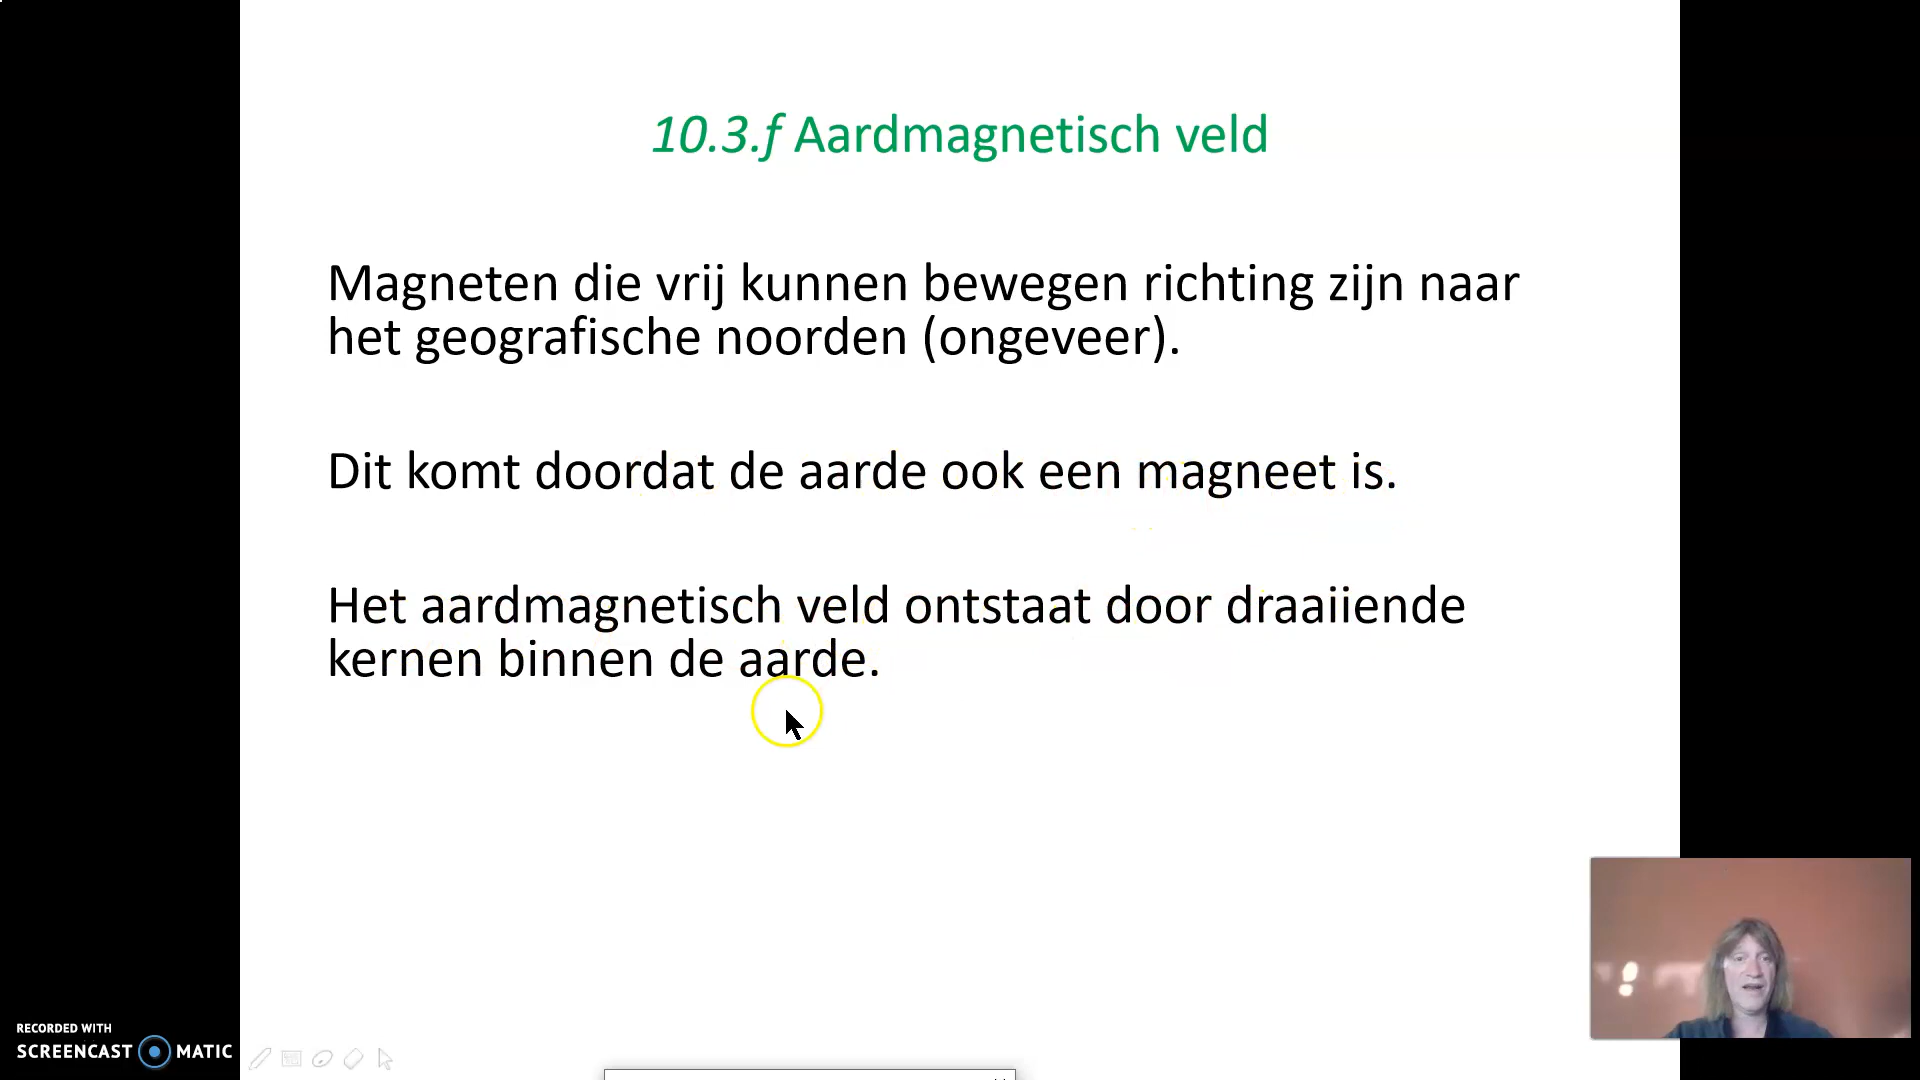 10.3.f Aardmagnetisch veld
Magneten die vrij kunnen bewegen richting zijn naar
het geografische noorden (ongeveer).
Dit komt doordat de aarde ook een magneet is.
Het aardmagnetisch veld ontstaat door draaiiende
kernen binnen de aarde.
RECORDED WITH
SCREENCAST MATIC